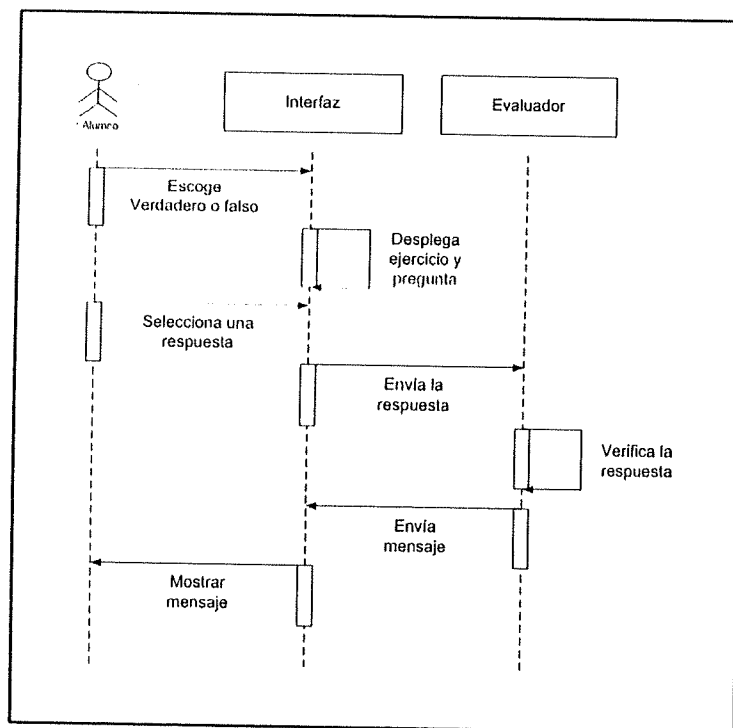 Alumno
Interfaz
Evaluador
Escoge
Verdadero o falso
Desplega
ejercicio y
pregunta
Selecciona una
respuesta
Envía la
respuesta
Verifica la
respuesta
Envía
mensaje
Mostrar
mensaje